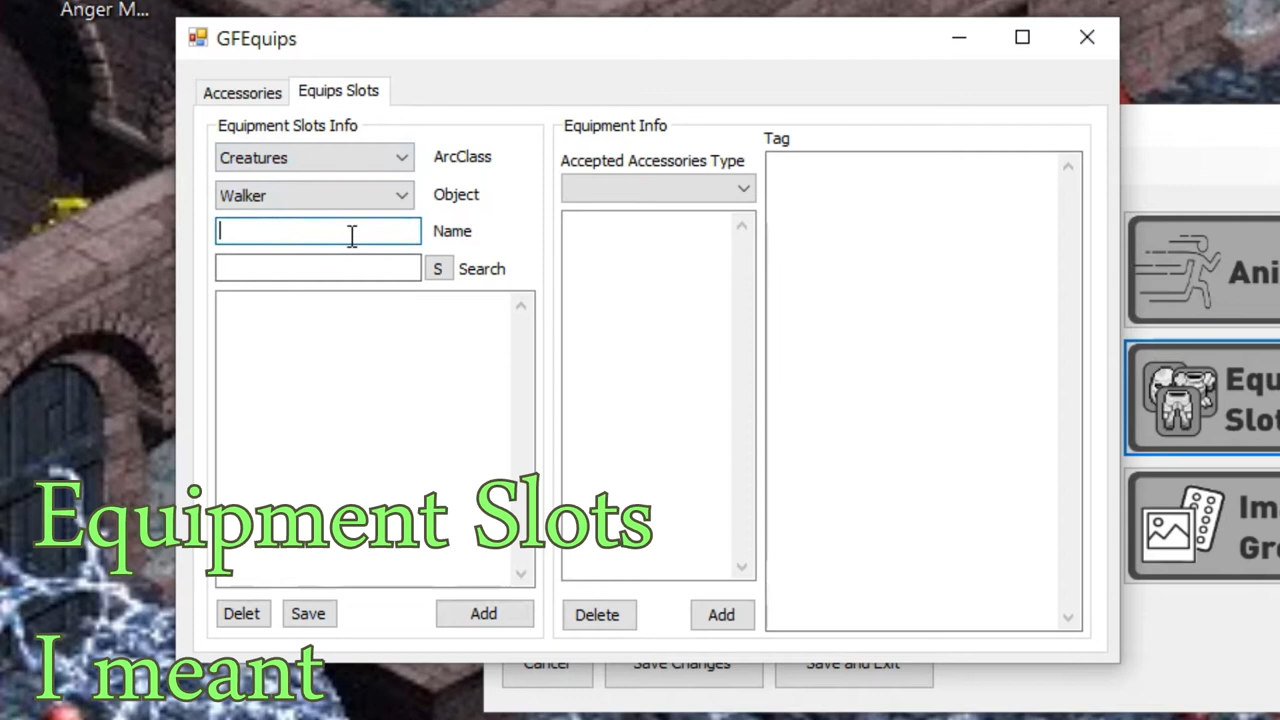 Anger M...
GFEquips
Accessories
Equips Slots
Equipment Slots Info
Creatures
ArcClass
Walker
Object
Name
S
Search
Delet
Save
Add
Equipment Info
Accepted Accessories Type
Delete
Add
Tag
Ani
Equ
Slot
Im
Gr
Cancel
Save Changes
Save and Exit
Equipment Slots
I meant